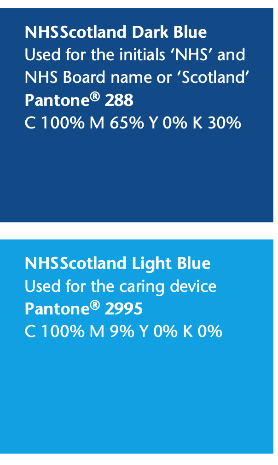 NHSScotland Dark Blue
Used for the initials ‘NHS’ and
NHS Board name or ‘Scotland’
Pantone® 288
C 100% M 65% Y 0% K 30%
NHSScotland Light Blue
Used for the caring device
Pantone® 2995
C 100% M 9% Y 0% K 0%